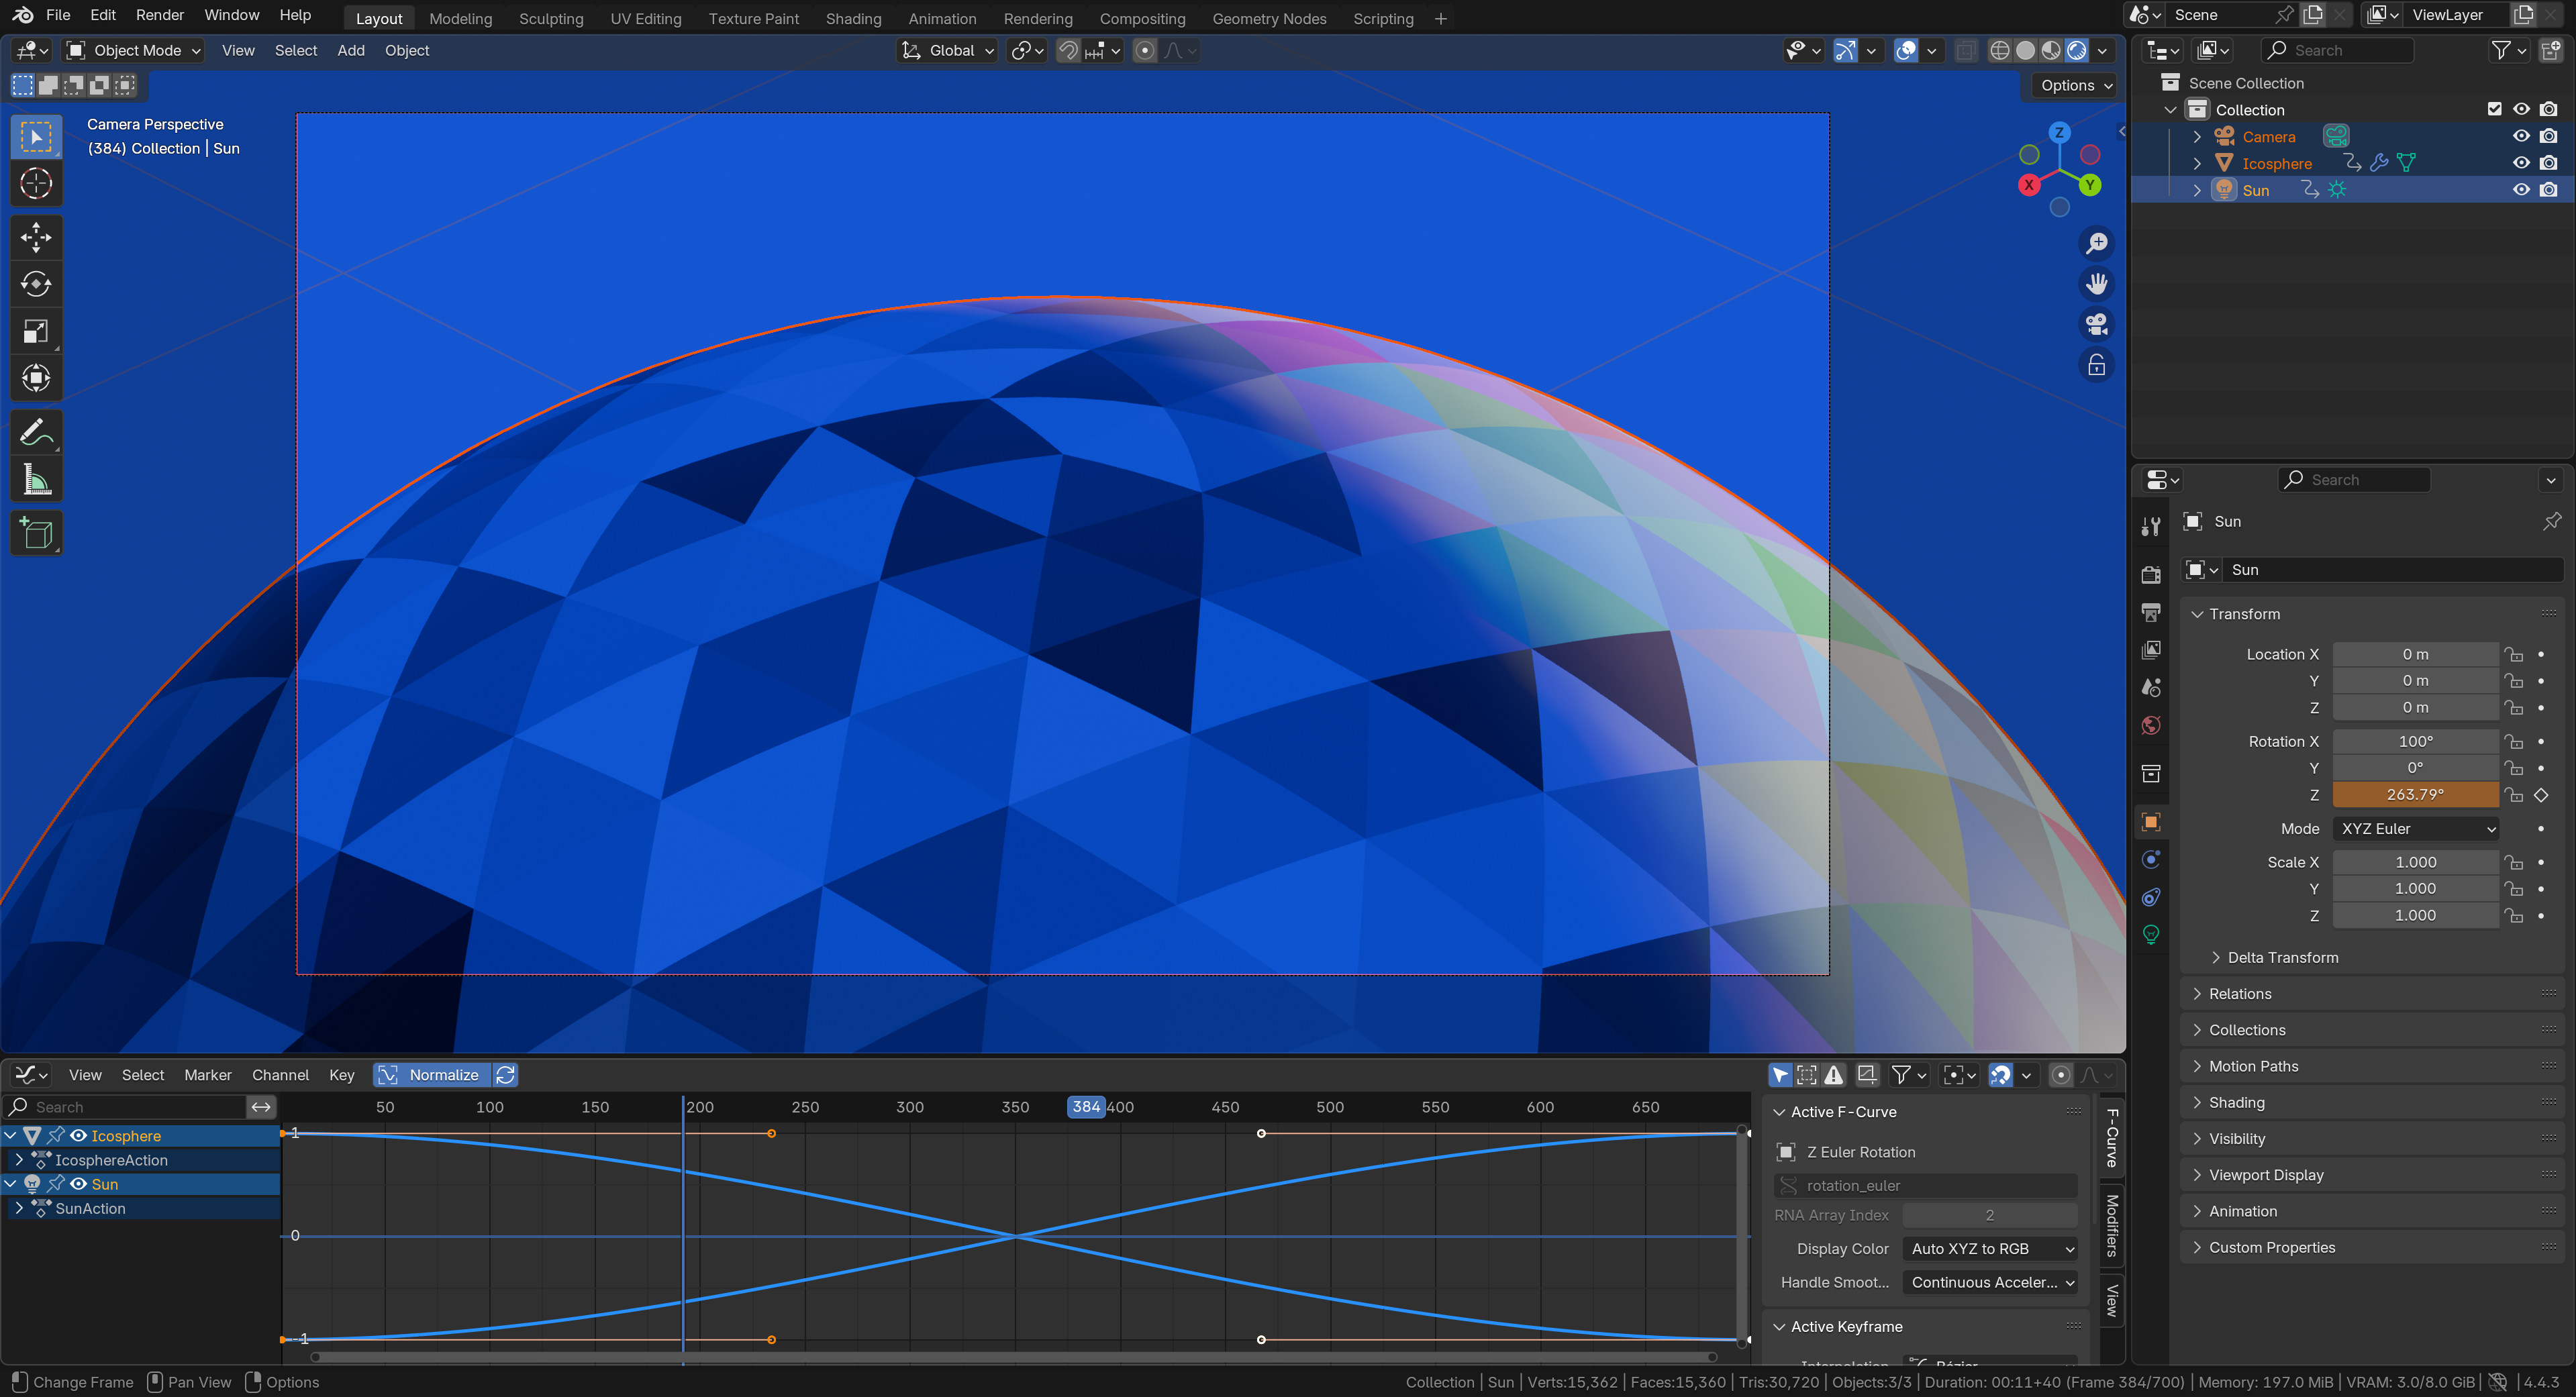 File Edit Render Window Help Layout Modeling Sculpting UV Editing Texture Paint Shading Animation Rendering Compositing Geometry Nodes Scripting + Scene ViewLayer
Object Mode View Select Add Object Global Search
Options
Camera Perspective
(384) Collection | Sun
Z
X
Y
Scene Collection
Collection
Camera
Icosphere
Sun
Search
Sun
Sun
Transform
Location X 0 m
Y 0 m
Z 0 m
Rotation X 100°
Y 0°
Z 263.79°
Mode XYZ Euler
Scale X 1.000
Y 1.000
Z 1.000
Delta Transform
Relations
Collections
Motion Paths
Shading
Visibility
Viewport Display
Animation
Custom Properties
View Select Marker Channel Key Normalize
Search
50 100 150 200 250 300 350 384 400 450 500 550 600 650
Icosphere
IcosphereAction
Sun
SunAction
1
0
-1
Active F-Curve
Z Euler Rotation
rotation_euler
RNA Array Index 2
Display Color Auto XYZ to RGB
Handle Smoot... Continuous Acceler...
Active Keyframe
Interpolation Bézier
F-Curve
Modifiers
View
Change Frame Pan View Options
Collection | Sun | Verts:15,362 | Faces:15,360 | Tris:30,720 | Objects:3/3 | Duration: 00:11+40 (Frame 384/700) | Memory: 197.0 MiB | VRAM: 3.0/8.0 GiB | 4.4.3